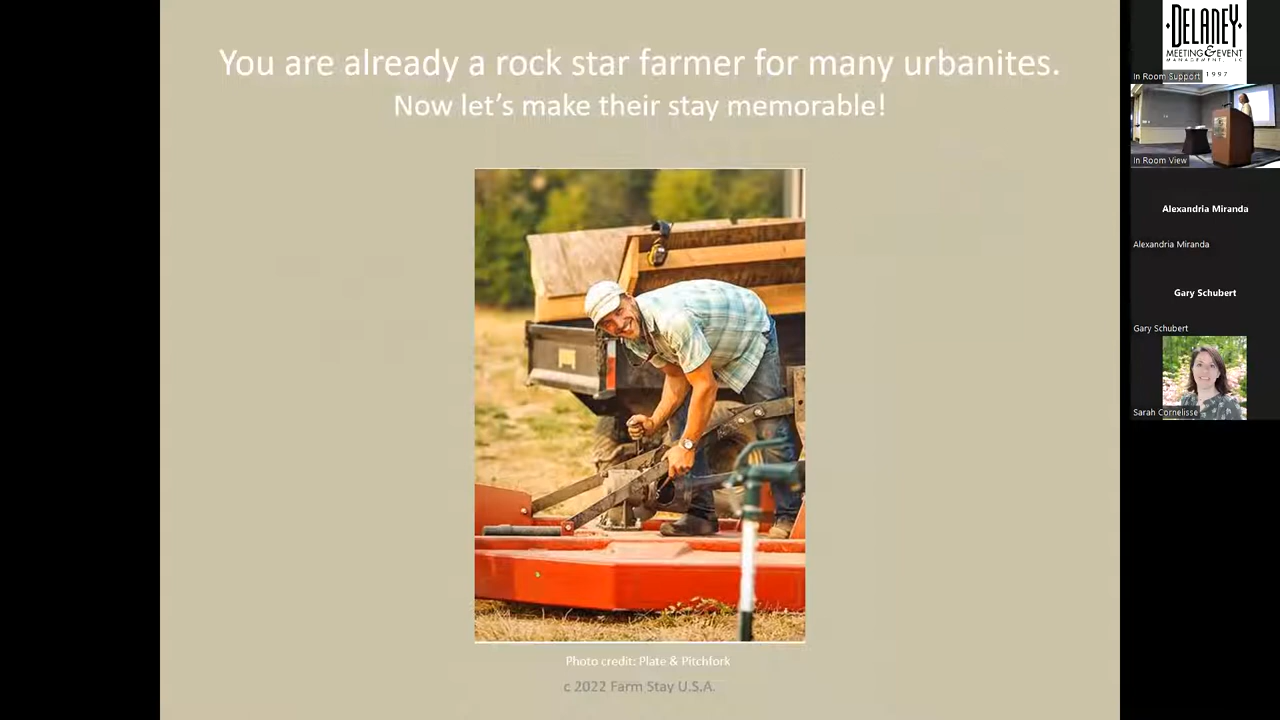 You are already a rock star farmer for many urbanites.
Now let's make their stay memorable!
Photo credit: Plate & Pitchfork
c 2022 Farm Stay U.S.A.
DELANEY
MEETING & EVENT
MANAGEMENT, LLC
1997
In Room Support
In Room View
Alexandria Miranda
Alexandria Miranda
Gary Schubert
Gary Schubert
Sarah Cornelisse